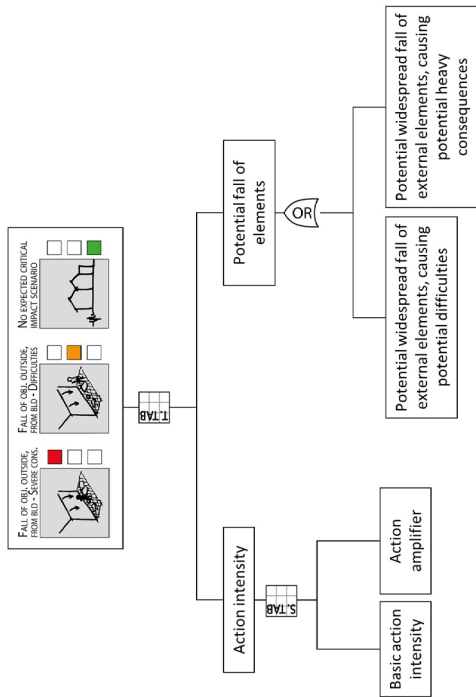 FALL OF OBJ. OUTSIDE,
FROM BLD - SEVERE CONS.
FALL OF OBJ. OUTSIDE,
FROM BLD - DIFFICULTIES
NO EXPECTED CRITICAL
IMPACT SCENARIO
T. TAB
Action intensity
Potential fall of
elements
S. TAB
OR
Basic action
intensity
Action
amplifier
Potential widespread fall of
external elements, causing
potential difficulties
Potential widespread fall of
external elements, causing
potential heavy
consequences